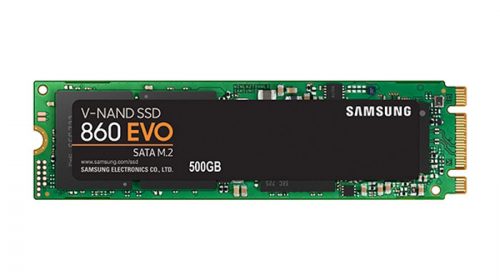 V-NAND SSD
860 EVO
SATA M.2
www.samsung.com/ssd
SAMSUNG ELECTRONICS CO., LTD.
500GB
SAMSUNG